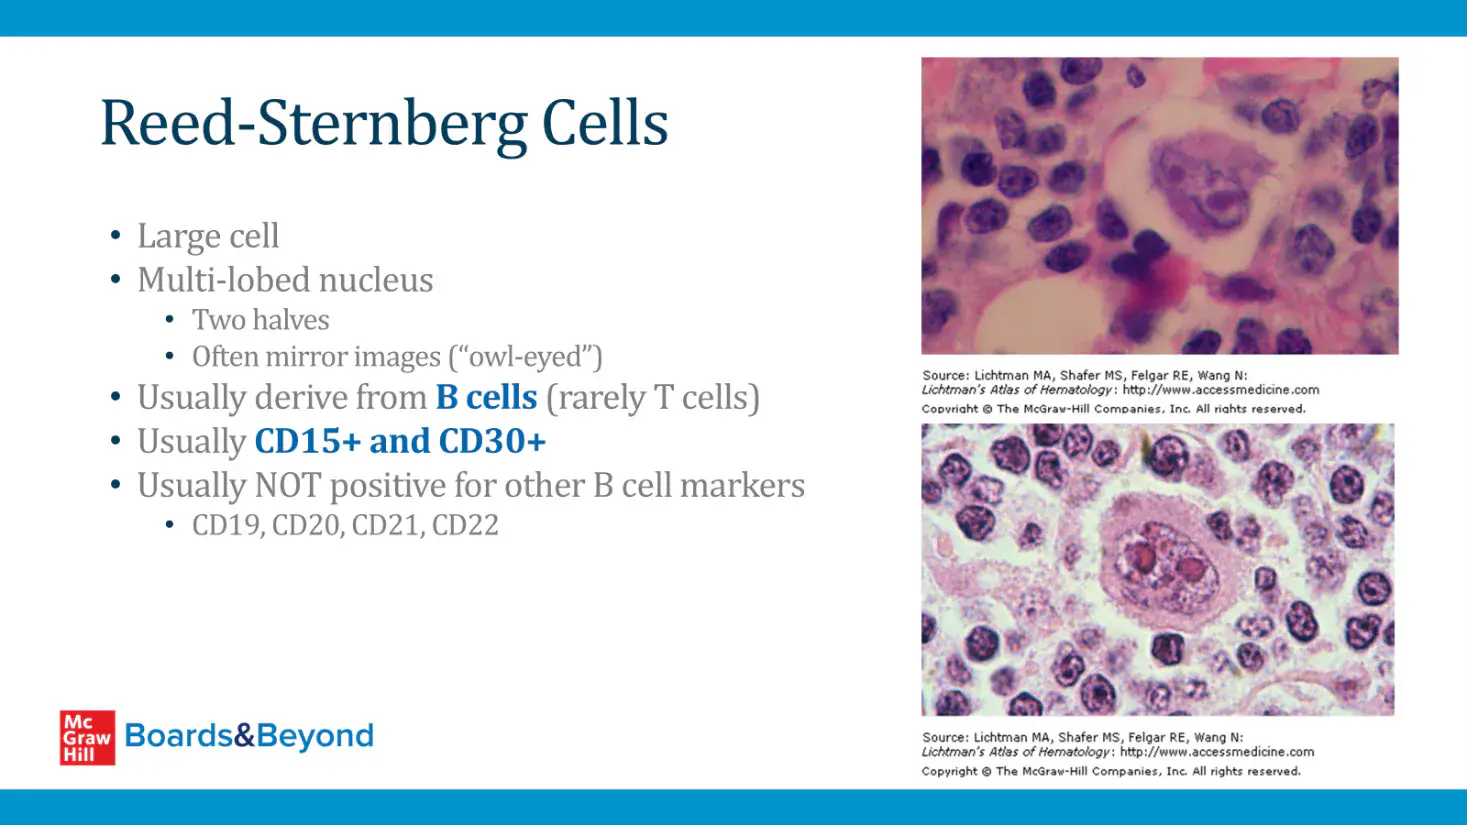 Reed-Sternberg Cells
• Large cell
• Multi-lobed nucleus
• Two halves
• Often mirror images (“owl-eyed”)
• Usually derive from B cells (rarely T cells)
• Usually CD15+ and CD30+
• Usually NOT positive for other B cell markers
• CD19, CD20, CD21, CD22
Source: Lichtman MA, Shafer MS, Felgar RE, Wang N:
Lichtman's Atlas of Hematology: http://www.accessmedicine.com
Copyright © The McGraw-Hill Companies, Inc. All rights reserved.
Source: Lichtman MA, Shafer MS, Felgar RE, Wang N:
Lichtman's Atlas of Hematology: http://www.accessmedicine.com
Copyright © The McGraw-Hill Companies, Inc. All rights reserved.
Mc
Graw
Hill
Boards&Beyond